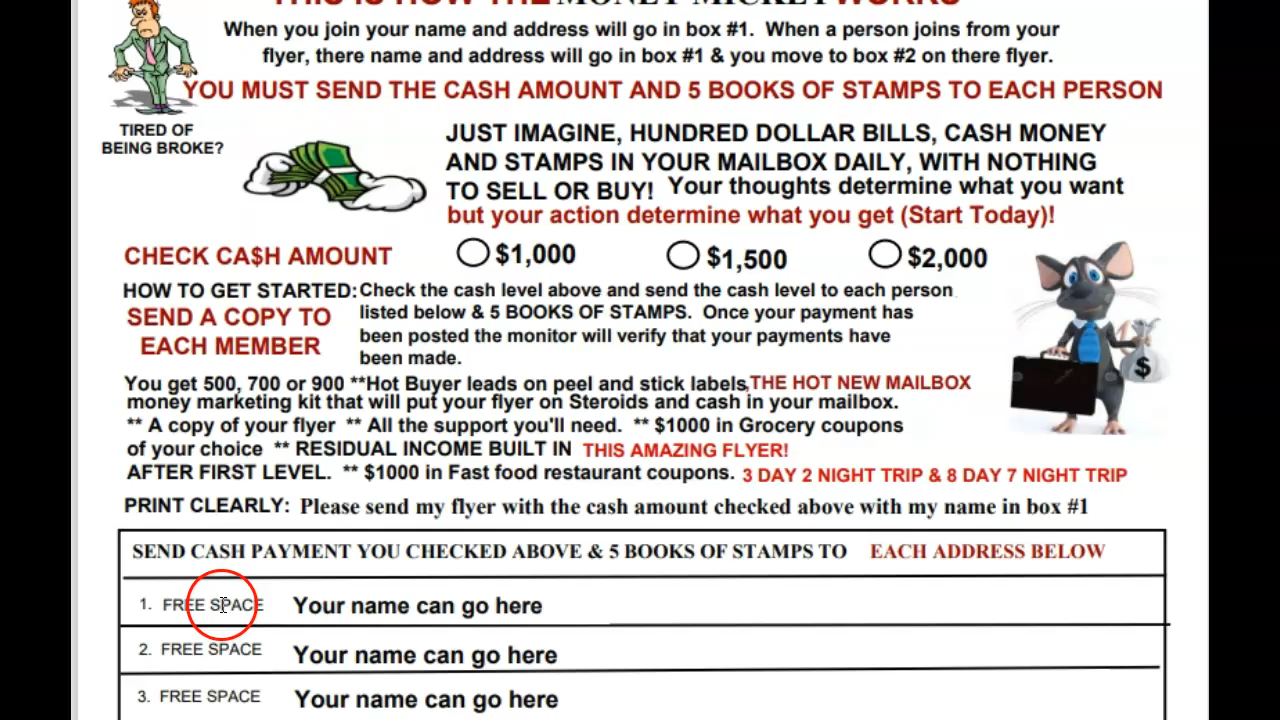 THIS IS HOW THE MONEY MICKEY WORKS
When you join your name and address will go in box #1. When a person joins from your
flyer, there name and address will go in box #1 & you move to box #2 on there flyer.
YOU MUST SEND THE CASH AMOUNT AND 5 BOOKS OF STAMPS TO EACH PERSON
TIRED OF
BEING BROKE?
JUST IMAGINE, HUNDRED DOLLAR BILLS, CASH MONEY
AND STAMPS IN YOUR MAILBOX DAILY, WITH NOTHING
TO SELL OR BUY! Your thoughts determine what you want
but your action determine what you get (Start Today)!
CHECK CA$H AMOUNT $1,000 $1,500 $2,000
HOW TO GET STARTED: Check the cash level above and send the cash level to each person
SEND A COPY TO listed below & 5 BOOKS OF STAMPS. Once your payment has
EACH MEMBER been posted the monitor will verify that your payments have
been made.
$
You get 500, 700 or 900 **Hot Buyer leads on peel and stick labels, THE HOT NEW MAILBOX
money marketing kit that will put your flyer on Steroids and cash in your mailbox.
** A copy of your flyer ** All the support you'll need. ** $1000 in Grocery coupons
of your choice ** RESIDUAL INCOME BUILT IN THIS AMAZING FLYER!
AFTER FIRST LEVEL. ** $1000 in Fast food restaurant coupons. 3 DAY 2 NIGHT TRIP & 8 DAY 7 NIGHT TRIP
PRINT CLEARLY: Please send my flyer with the cash amount checked above with my name in box #1
SEND CASH PAYMENT YOU CHECKED ABOVE & 5 BOOKS OF STAMPS TO EACH ADDRESS BELOW
1. FREE SPACE Your name can go here
2. FREE SPACE Your name can go here
3. FREE SPACE Your name can go here